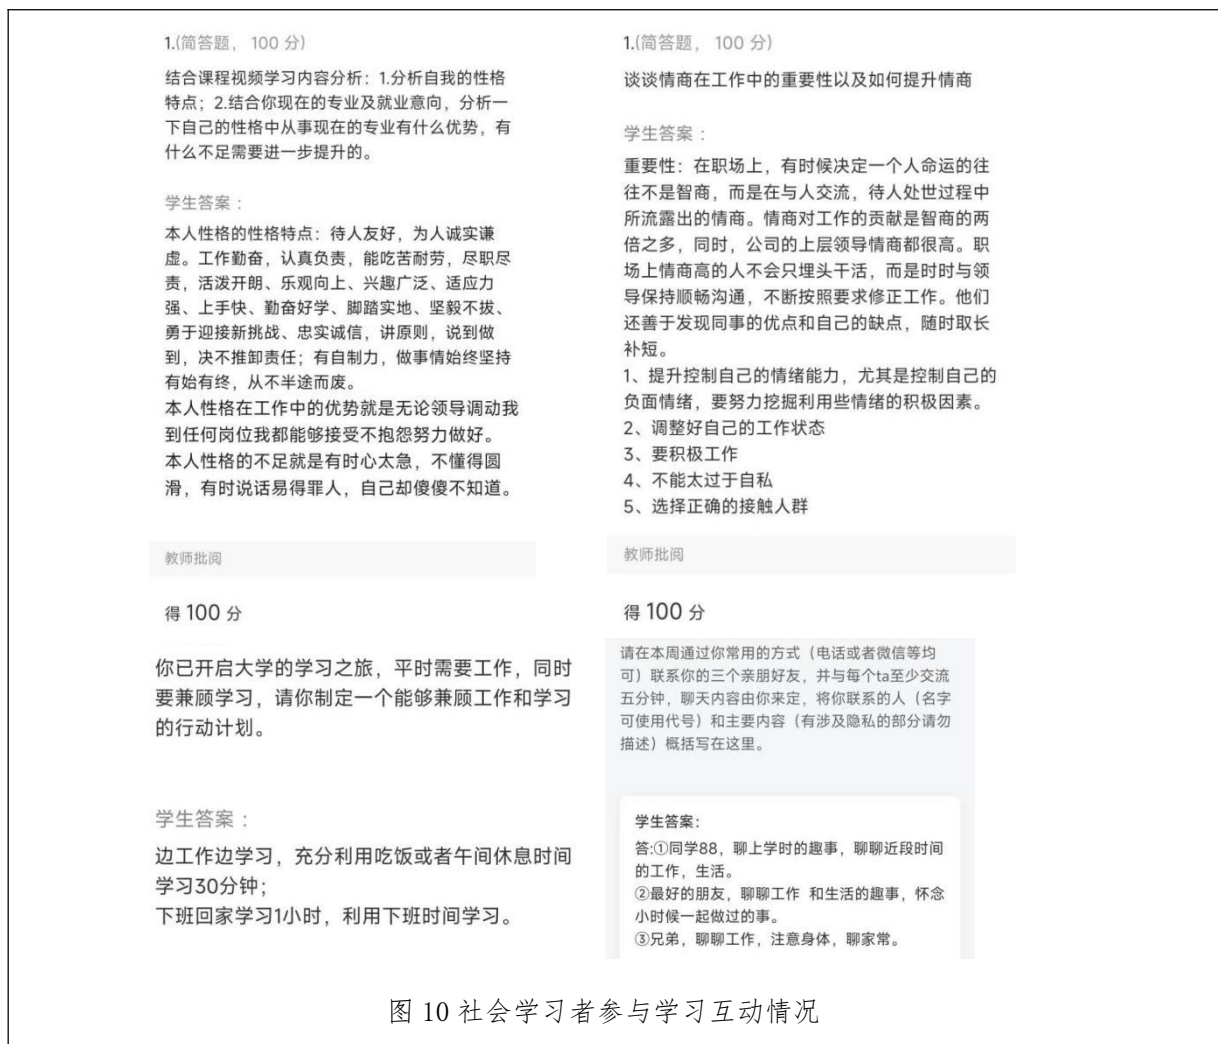 1.(简答题, 100 分)
结合课程视频学习内容分析：1.分析自我的性格
特点；2.结合你现在的专业及就业意向，分析一
下自己的性格中从事现在的专业有什么优势，有
什么不足需要进一步提升的。
学生答案：
本人性格的性格特点：待人友好，为人诚实谦
虚。工作勤奋，认真负责，能吃苦耐劳，尽职尽
责，活泼开朗、乐观向上、兴趣广泛、适应力
强、上手快、勤奋好学、脚踏实地、坚毅不拔、
勇于迎接新挑战、忠实诚信，讲原则，说到做
到，决不推卸责任；有自制力，做事情始终坚持
有始有终，从不半途而废。
本人性格在工作中的优势就是无论领导调动我
到任何岗位我都能够接受不抱怨努力做好。
本人性格的不足就是有时心太急，不懂得圆
滑，有时说话易得罪人，自己却傻傻不知道。
教师批阅
得 100 分
1.(简答题, 100 分)
谈谈情商在工作中的重要性以及如何提升情商
学生答案：
重要性：在职场上，有时候决定一个人命运的往
往不是智商，而是在与人交流，待人处世过程中
所流露出的情商。情商对工作的贡献是智商的两
倍之多，同时，公司的上层领导情商都很高。职
场上情商高的人不会只埋头干活，而是时时与领
导保持顺畅沟通，不断按照要求修正工作。他们
还善于发现同事的优点和自己的缺点，随时取长
补短。
1、提升控制自己的情绪能力，尤其是控制自己的
负面情绪，要努力挖掘利用些情绪的积极因素。
2、调整好自己的工作状态
3、要积极工作
4、不能太过于自私
5、选择正确的接触人群
教师批阅
得 100 分
你已开启大学的学习之旅，平时需要工作，同时
要兼顾学习，请你制定一个能够兼顾工作和学习
的行动计划。
学生答案：
边工作边学习，充分利用吃饭或者午间休息时间
学习30分钟；
下班回家学习1小时，利用下班时间学习。
请在本周通过你常用的方式（电话或者微信等均
可）联系你的三个亲朋好友，并与每个ta至少交流
五分钟，聊天内容由你来定，将你联系的人（名字
可使用代号）和主要内容（有涉及隐私的部分请勿
描述）概括写在这里。
学生答案：
答:①同学88，聊上学时的趣事，聊聊近段时间
的工作，生活。
②最好的朋友，聊聊工作 和生活的趣事，怀念
小时候一起做过的事。
③兄弟，聊聊工作，注意身体，聊家常。
图 10 社会学习者参与学习互动情况